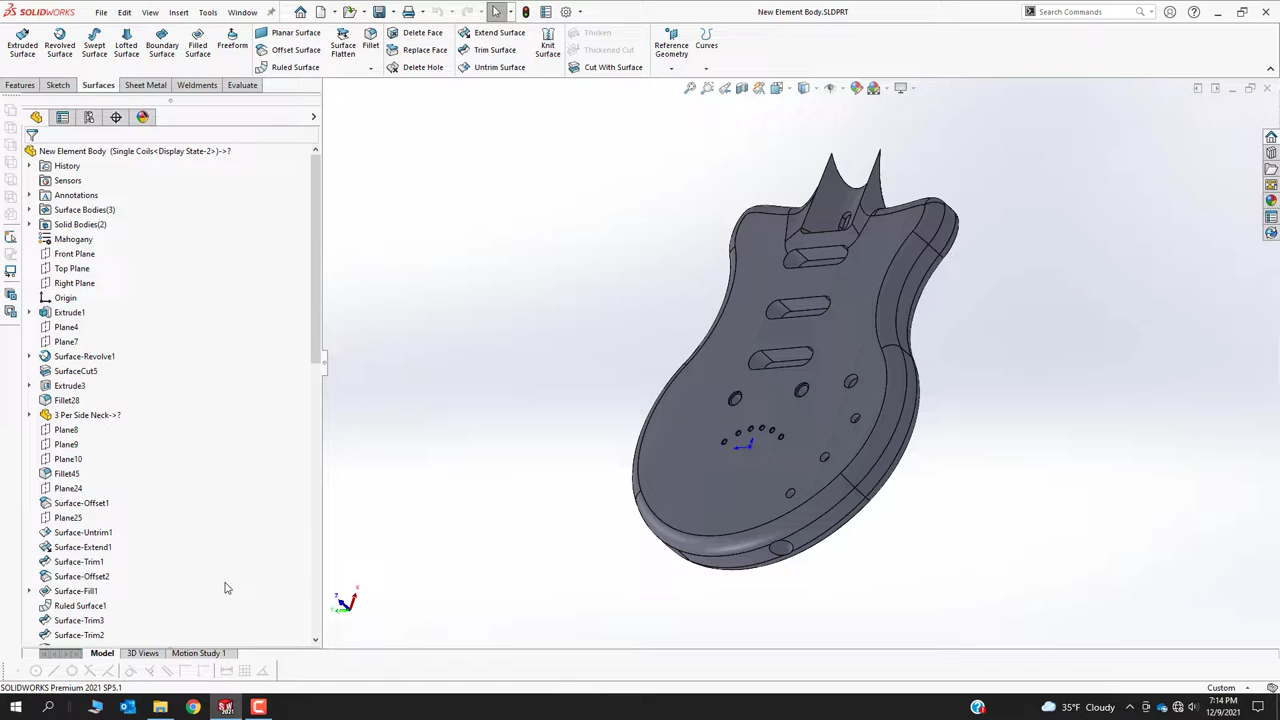 SOLIDWORKS
File
Edit
View
Insert
Tools
Window
New Element Body.SLDPRT
Search Commands
Extruded Surface
Revolved Surface
Swept Surface
Lofted Surface
Boundary Surface
Filled Surface
Freeform
Planar Surface
Offset Surface
Ruled Surface
Surface Flatten
Fillet
Delete Face
Replace Face
Delete Hole
Extend Surface
Trim Surface
Untrim Surface
Knit Surface
Thicken
Thickened Cut
Cut With Surface
Reference Geometry
Curves
Features
Sketch
Surfaces
Sheet Metal
Weldments
Evaluate
New Element Body (Single Coils<Display State-2>)->?
History
Sensors
Annotations
Surface Bodies(3)
Solid Bodies(2)
Mahogany
Front Plane
Top Plane
Right Plane
Origin
Extrude1
Plane4
Plane7
Surface-Revolve1
SurfaceCut5
Extrude3
Fillet28
3 Per Side Neck->?
Plane8
Plane9
Plane10
Fillet45
Plane24
Surface-Offset1
Plane25
Surface-Untrim1
Surface-Extend1
Surface-Trim1
Surface-Offset2
Surface-Fill1
Ruled Surface1
Surface-Trim3
Surface-Trim2
Model
3D Views
Motion Study 1
SOLIDWORKS Premium 2021 SP5.1
Custom
35°F Cloudy
7:14 PM
12/9/2021